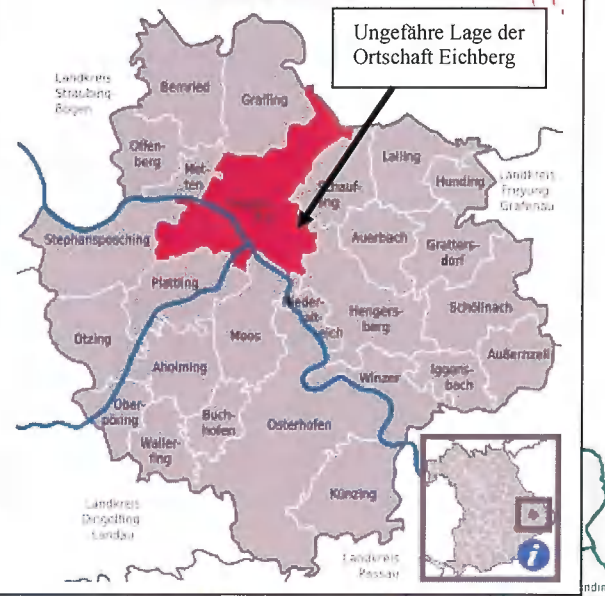 Ungefähre Lage der
Ortschaft Eichberg
Landkreis
Straubing-
Bogen
Bernried
Grafling
Offen-
berg
Met-
ten
Schauf-
ing
Lalling
Hunding
Landkreis
Freyung
Grafenau
Stephansposching
Auerbach
Gratters-
dorf
Plattling
Nieder-
alt-
eich
Hengers-
berg
Schöllnach
Otzing
Moos
Außernzell
Aholming
Iggens-
bach
Winzer
Ober-
pöring
Buch-
hofen
Osterhofen
Waller-
fing
Künzing
Landkreis
Dingolfing
Landau
Landkreis
Passau
i